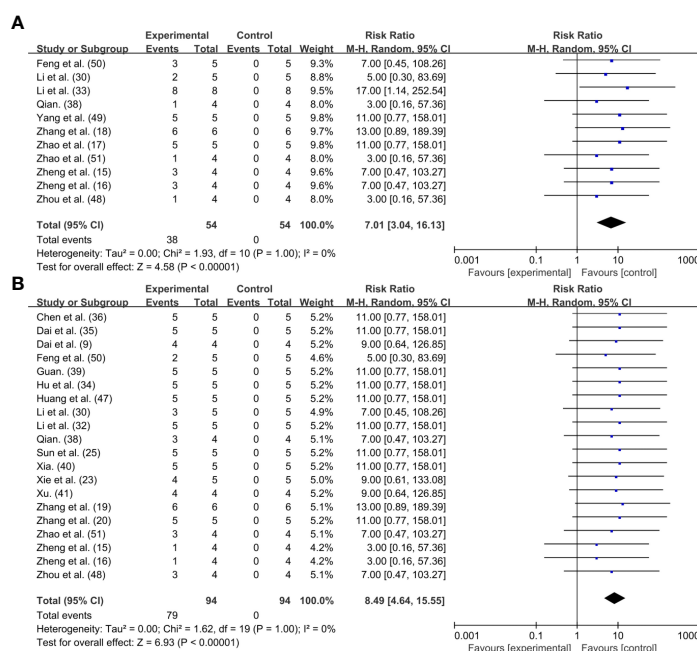 A
Experimental Control Risk Ratio Risk Ratio
Study or Subgroup Events Total Events Total Weight M-H. Random. 95% CI M-H. Random. 95% CI
Feng et al. (50) 3 5 0 5 9.3% 7.00 [0.45, 108.26]
Li et al. (30) 2 5 0 5 8.8% 5.00 [0.30, 83.69]
Li et al. (33) 8 8 0 8 9.6% 17.00 [1.14, 252.54]
Qian. (38) 1 4 0 4 8.0% 3.00 [0.16, 57.36]
Yang et al. (49) 5 5 0 5 9.8% 11.00 [0.77, 158.01]
Zhang et al. (18) 6 6 0 6 9.7% 13.00 [0.89, 189.39]
Zhao et al. (17) 5 5 0 5 9.8% 11.00 [0.77, 158.01]
Zhao et al. (51) 1 4 0 4 8.0% 3.00 [0.16, 57.36]
Zheng et al. (15) 3 4 0 4 9.6% 7.00 [0.47, 103.27]
Zheng et al. (16) 3 4 0 4 9.6% 7.00 [0.47, 103.27]
Zhou et al. (48) 1 4 0 4 8.0% 3.00 [0.16, 57.36]
Total (95% CI) 54 54 100.0% 7.01 [3.04, 16.13]
Total events 38 0
Heterogeneity: Tau² = 0.00; Chi² = 1.93, df = 10 (P = 1.00); I² = 0%
Test for overall effect: Z = 4.58 (P < 0.00001)
0.001 0.1 1 10 1000
Favours [experimental] Favours [control]
B
Experimental Control Risk Ratio Risk Ratio
Study or Subgroup Events Total Events Total Weight M-H. Random. 95% CI M-H. Random. 95% CI
Chen et al. (36) 5 5 0 5 5.2% 11.00 [0.77, 158.01]
Dai et al. (35) 5 5 0 5 5.2% 11.00 [0.77, 158.01]
Dai et al. (9) 4 4 0 4 5.2% 9.00 [0.64, 126.85]
Feng et al. (50) 2 5 0 5 4.6% 5.00 [0.30, 83.69]
Guan. (39) 5 5 0 5 5.2% 11.00 [0.77, 158.01]
Hu et al. (34) 5 5 0 5 5.2% 11.00 [0.77, 158.01]
Huang et al. (47) 5 5 0 5 5.2% 11.00 [0.77, 158.01]
Li et al. (30) 3 5 0 5 4.9% 7.00 [0.45, 108.26]
Li et al. (32) 5 5 0 5 5.2% 11.00 [0.77, 158.01]
Qian. (38) 3 4 0 4 5.1% 7.00 [0.47, 103.27]
Sun et al. (25) 5 5 0 5 5.2% 11.00 [0.77, 158.01]
Xia. (40) 5 5 0 5 5.2% 11.00 [0.77, 158.01]
Xie et al. (23) 4 5 0 5 5.2% 9.00 [0.61, 133.08]
Xu. (41) 4 4 0 4 5.2% 9.00 [0.64, 126.85]
Zhang et al. (19) 6 6 0 6 5.2% 13.00 [0.89, 189.39]
Zhang et al. (20) 5 5 0 5 5.2% 11.00 [0.77, 158.01]
Zhao et al. (51) 3 4 0 4 5.1% 7.00 [0.47, 103.27]
Zheng et al. (15) 1 4 0 4 4.2% 3.00 [0.16, 57.36]
Zheng et al. (16) 1 4 0 4 4.2% 3.00 [0.16, 57.36]
Zhou et al. (48) 3 4 0 4 5.1% 7.00 [0.47, 103.27]
Total (95% CI) 94 94 100.0% 8.49 [4.64, 15.55]
Total events 79 0
Heterogeneity: Tau² = 0.00; Chi² = 1.62, df = 19 (P = 1.00); I² = 0%
Test for overall effect: Z = 6.93 (P < 0.00001)
0.001 0.1 1 10 1000
Favours [experimental] Favours [control]